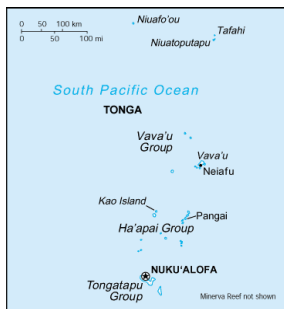 0 50 100 km
0 50 100 mi
Niuafo'ou
Tafahi
Niuatoputapu
South Pacific Ocean
TONGA
Vava'u
Group
Vava'u
Neiafu
Kao Island
Pangai
Ha'apai Group
NUKU'ALOFA
Tongatapu
Group
Minerva Reef not shown